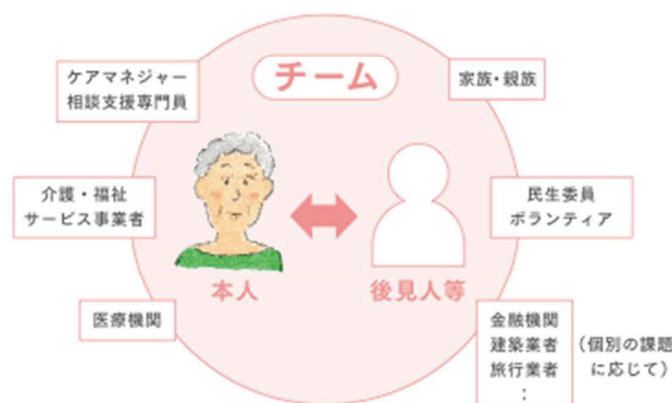 チーム
ケアマネジャー
相談支援専門員
家族・親族
介護・福祉
サービス事業者
民生委員
ボランティア
本人
後見人等
医療機関
金融機関
建築業者
旅行業者
：
（個別の課題
に応じて）